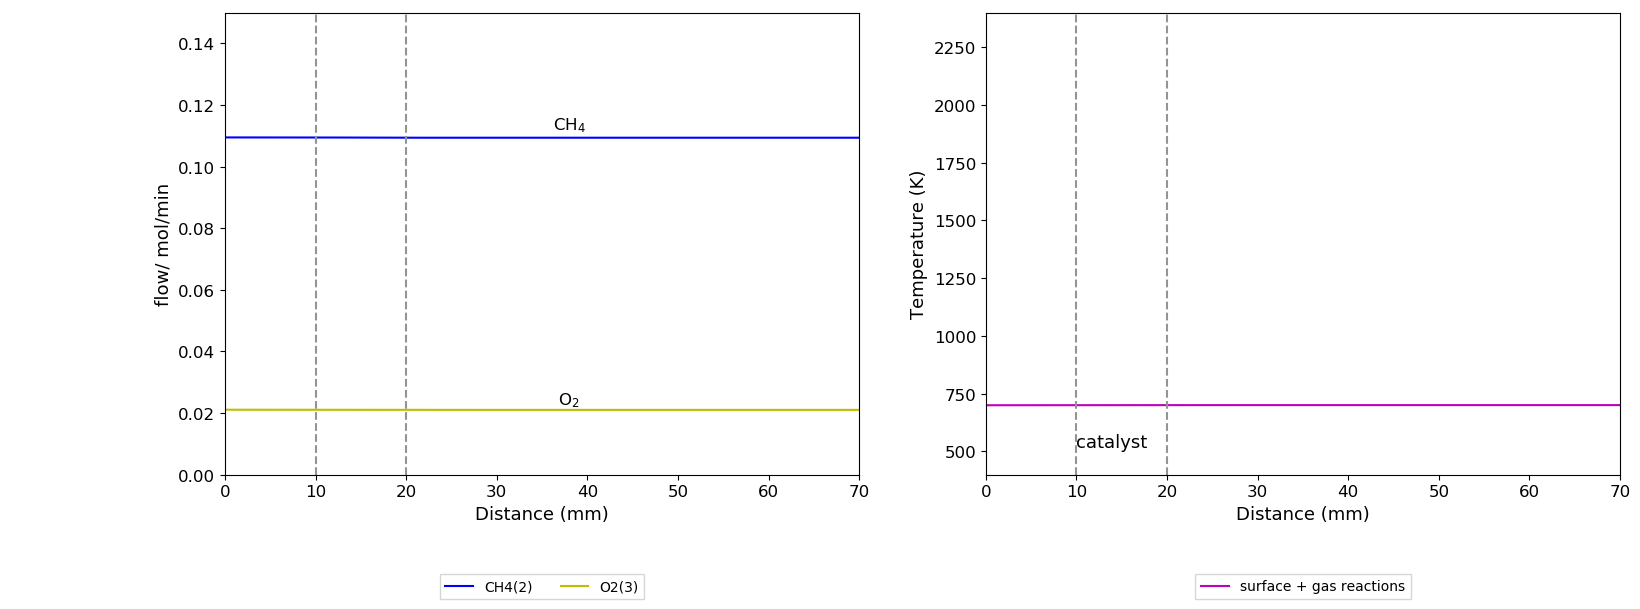 0.14
0.12
0.10
0.08
0.06
0.04
0.02
0.00
flow/ mol/min
CH₄
O₂
0 10 20 30 40 50 60 70
Distance (mm)
CH4(2) O2(3)
2250
2000
1750
1500
1250
1000
750
500
Temperature (K)
catalyst
0 10 20 30 40 50 60 70
Distance (mm)
surface + gas reactions